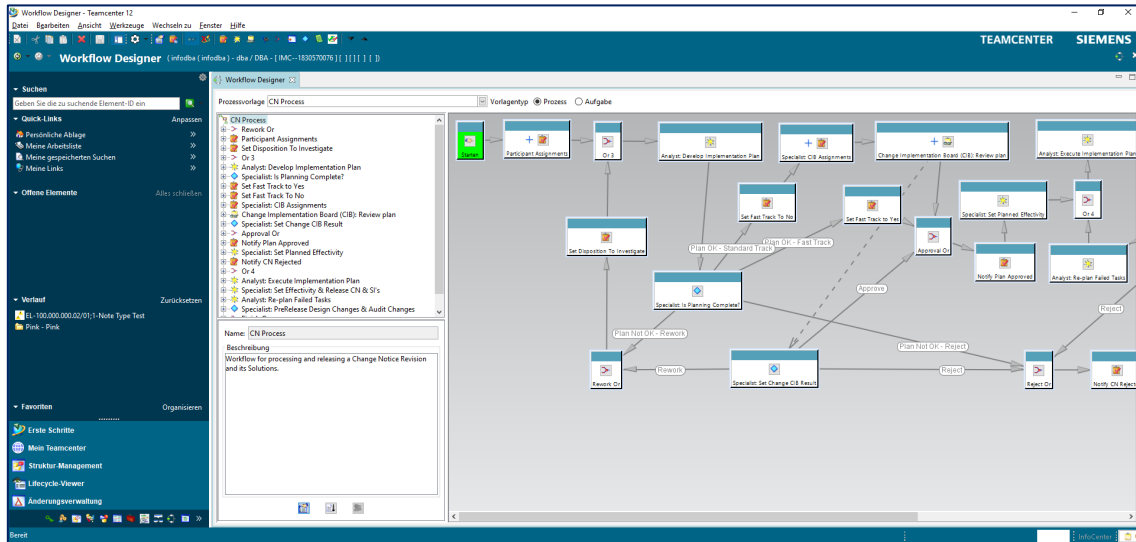 Workflow Designer - Teamcenter 12
Datei Bearbeiten Ansicht Werkzeuge Wechseln zu Fenster Hilfe
TEAMCENTER SIEMENS
Workflow Designer ( infodba ( infodba ) - dba / DBA - [ IMC--1830570076 ] [ ] [ ] [ ] [ ])
Suchen
Geben Sie die zu suchende Element-ID ein
Quick-Links Anpassen
Persönliche Ablage
Meine Arbeitsliste
Meine gespeicherten Suchen
Meine Links
Offene Elemente Alles schließen
Verlauf Zurücksetzen
EL-100.000.000.02/01;1-Note Type Test
Pink - Pink
Favoriten Organisieren
Erste Schritte
Mein Teamcenter
Struktur-Management
Lifecycle-Viewer
Änderungsverwaltung
Bereit
Workflow Designer
Prozessvorlage CN Process Vorlagentyp Prozess Aufgabe
CN Process
Rework Or
Participant Assignments
Set Disposition To Investigate
Or 3
Analyst: Develop Implementation Plan
Specialist: Is Planning Complete?
Set Fast Track to Yes
Set Fast Track To No
Specialist: CIB Assignments
Change Implementation Board (CIB): Review plan
Specialist: Set Change CIB Result
Approval Or
Notify Plan Approved
Specialist: Set Planned Effectivity
Notify CN Rejected
Or 4
Analyst: Execute Implementation Plan
Specialist: Set Effectivity & Release CN & SI's
Analyst: Re-plan Failed Tasks
Specialist: PreRelease Design Changes & Audit Changes
Name: CN Process
Beschreibung
Workflow for processing and releasing a Change Notice Revision
and its Solutions.
Starten
Participant Assignments
Or 3
Analyst: Develop Implementation Plan
Specialist: CIB Assignments
Change Implementation Board (CIB): Review plan
Analyst: Execute Implementation Plan
Set Fast Track To No
Set Fast Track to Yes
Specialist: Set Planned Effectivity
Or 4
Set Disposition To Investigate
Plan OK - Standard Track
Plan OK - Fast Track
Approval Or
Notify Plan Approved
Analyst: Re-plan Failed Tasks
Specialist: Is Planning Complete?
Approve
Reject
Plan Not OK - Rework
Plan Not OK - Reject
Rework Or
Rework
Specialist: Set Change CIB Result
Reject
Reject Or
Notify CN Reject
InfoCenter